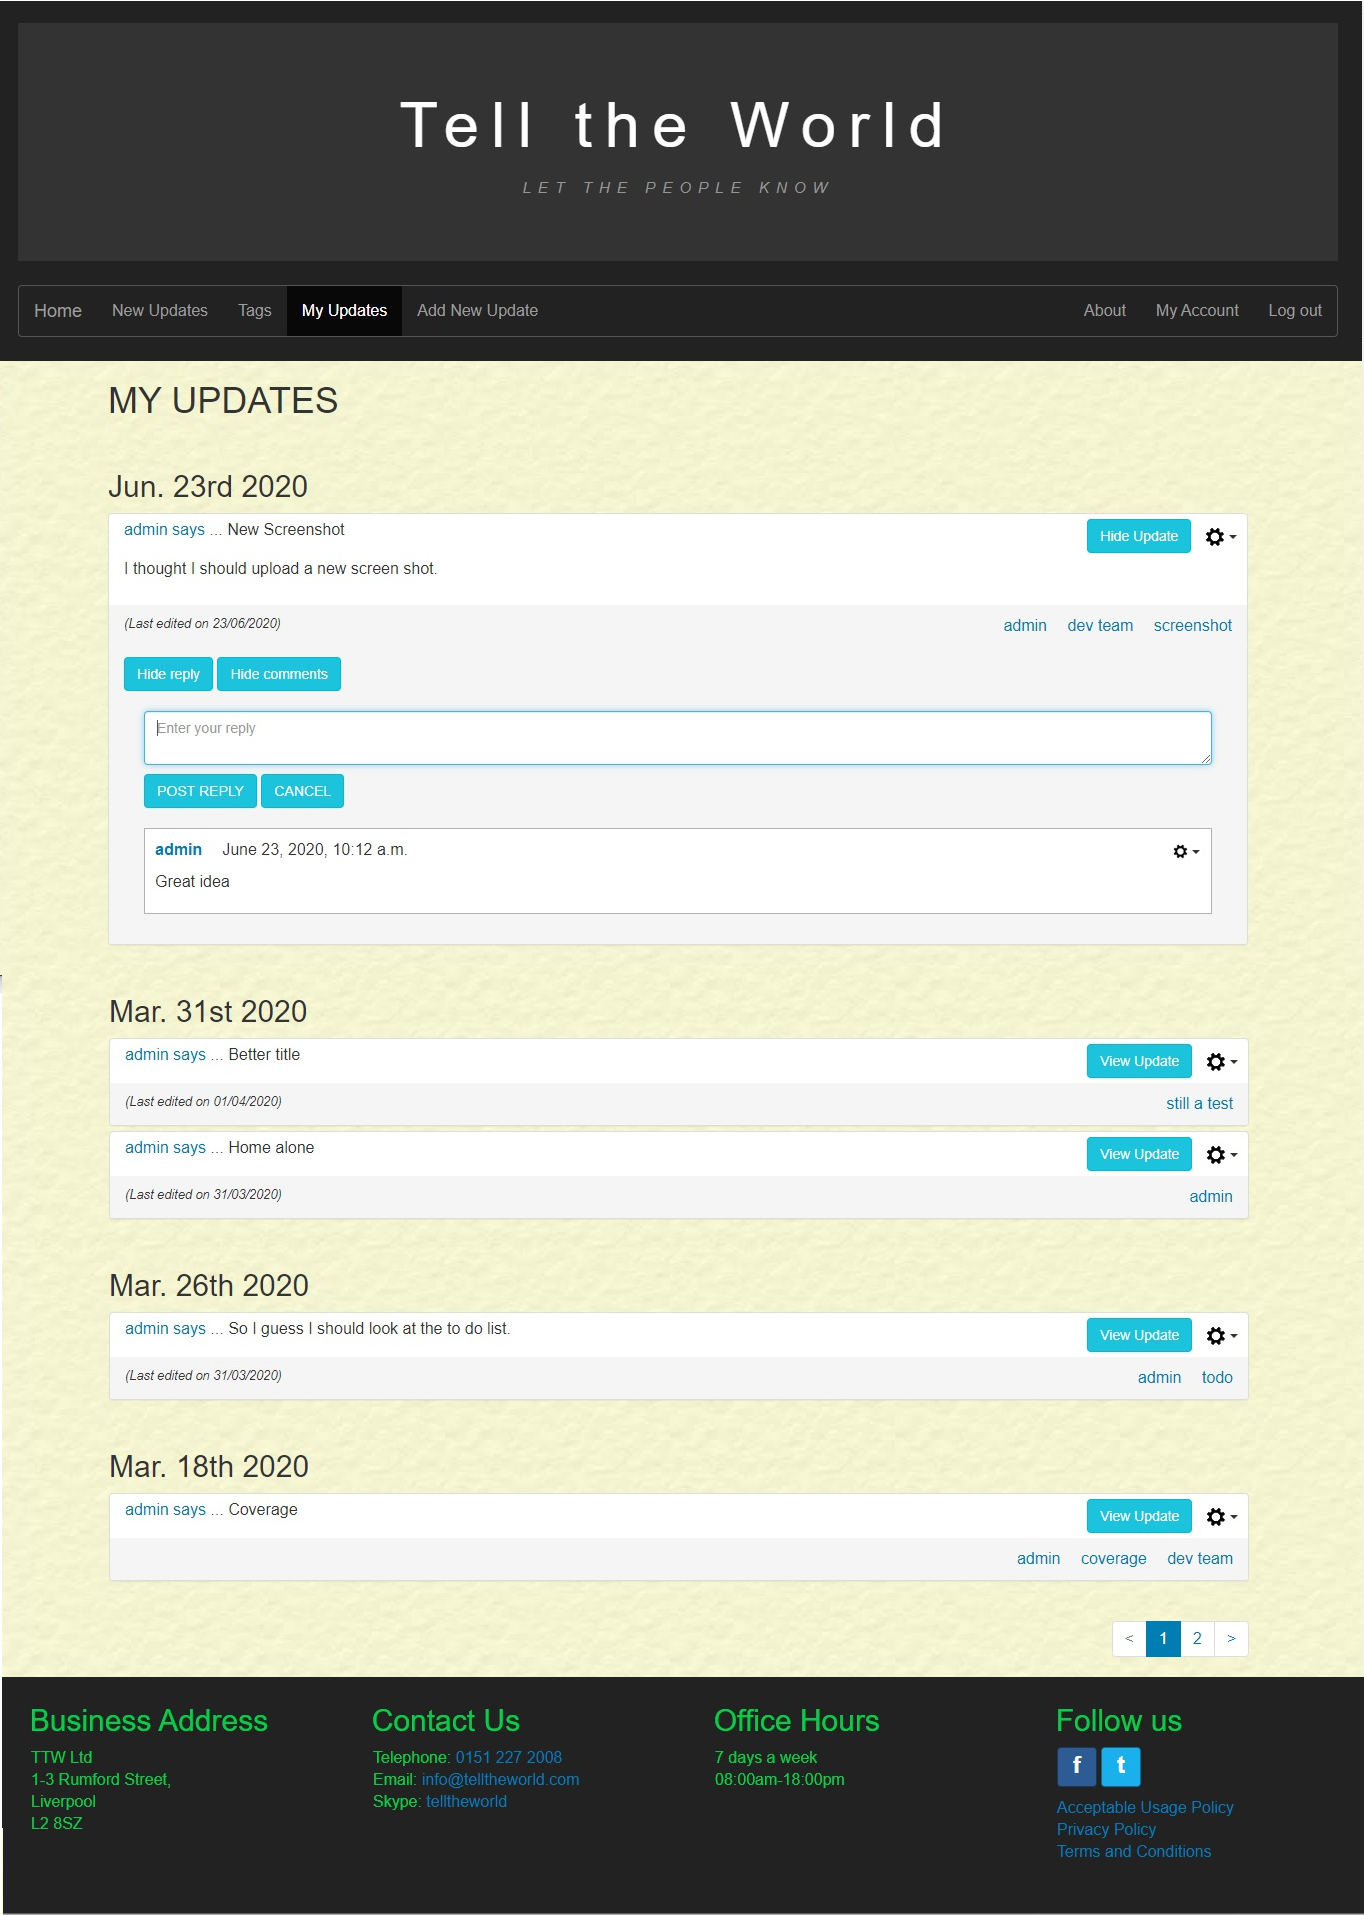 Tell the World
LET THE PEOPLE KNOW
Home New Updates Tags My Updates Add New Update About My Account Log out
MY UPDATES
Jun. 23rd 2020
admin says ... New Screenshot Hide Update
I thought I should upload a new screen shot.
(Last edited on 23/06/2020) admin dev team screenshot
Hide reply Hide comments
Enter your reply
POST REPLY CANCEL
admin June 23, 2020, 10:12 a.m.
Great idea
Mar. 31st 2020
admin says ... Better title View Update
(Last edited on 01/04/2020) still a test
admin says ... Home alone View Update
(Last edited on 31/03/2020) admin
Mar. 26th 2020
admin says ... So I guess I should look at the to do list. View Update
(Last edited on 31/03/2020) admin todo
Mar. 18th 2020
admin says ... Coverage View Update
admin coverage dev team
< 1 2 >
Business Address
TTW Ltd
1-3 Rumford Street,
Liverpool
L2 8SZ
Contact Us
Telephone: 0151 227 2008
Email: info@telltheworld.com
Skype: telltheworld
Office Hours
7 days a week
08:00am-18:00pm
Follow us
f t
Acceptable Usage Policy
Privacy Policy
Terms and Conditions